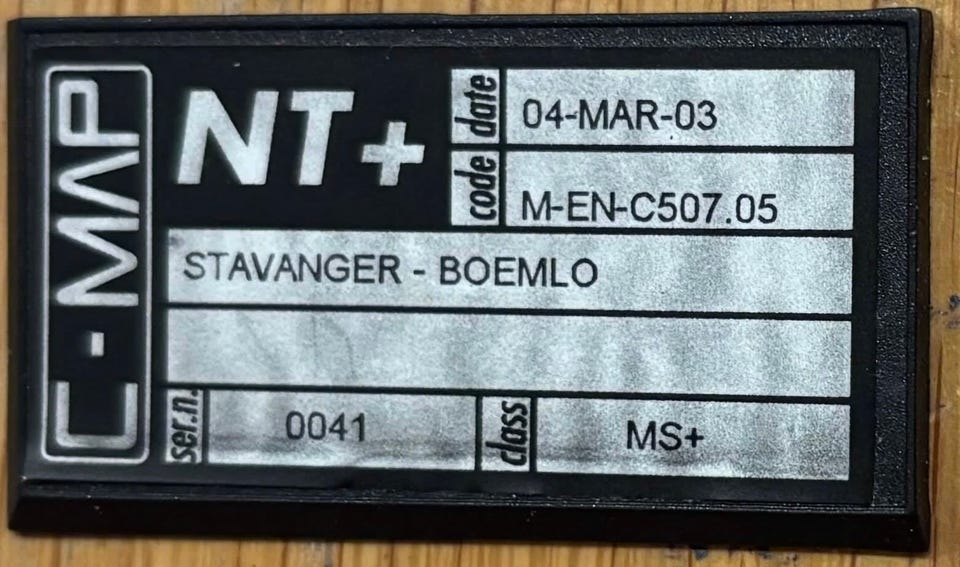 C-MAP
NT+
date 04-MAR-03
code M-EN-C507.05
STAVANGER - BOEMLO
ser.n. 0041 class MS+